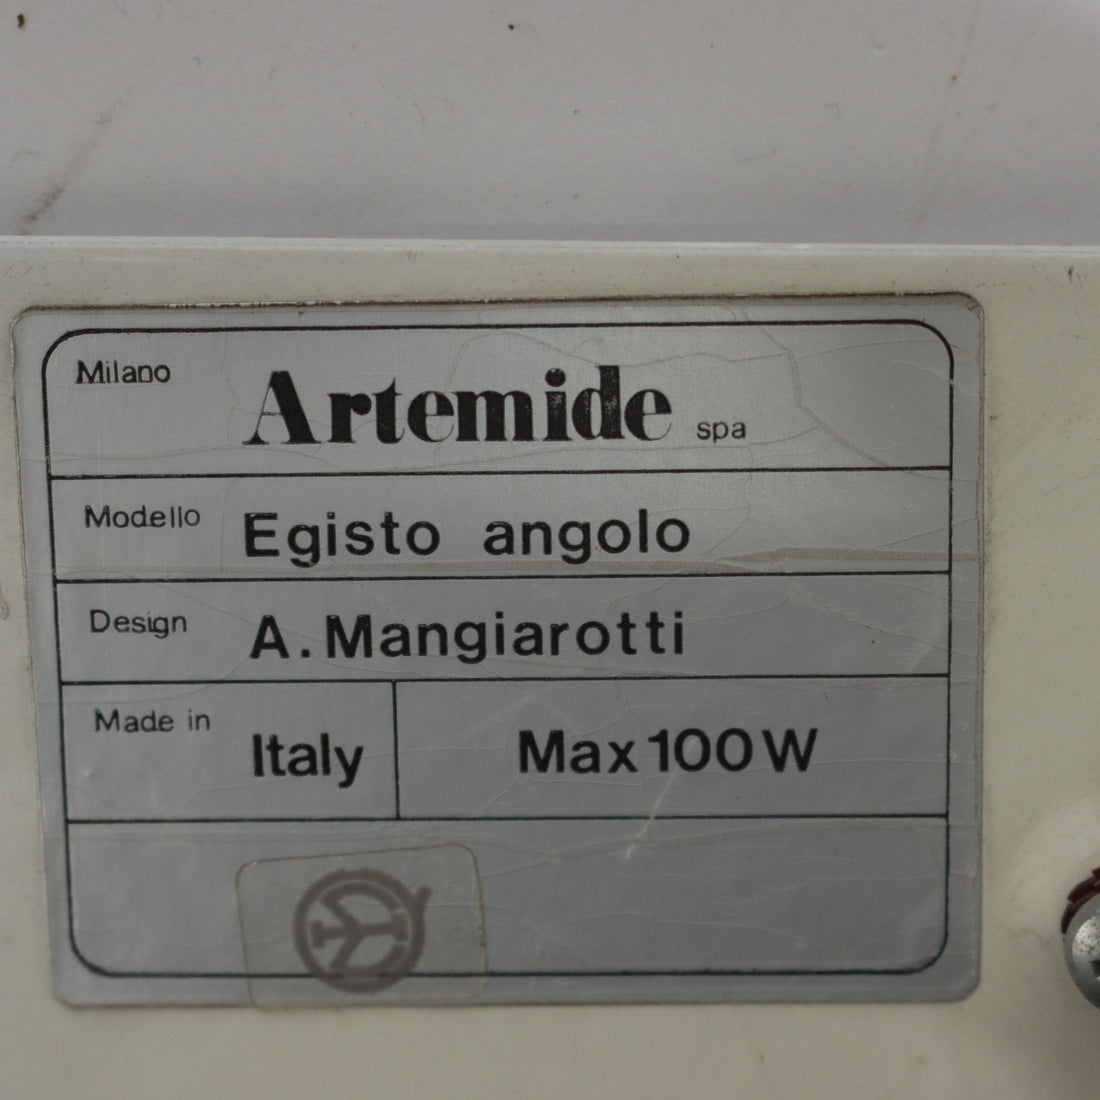 Milano Artemide spa
Modello Egisto angolo
Design A. Mangiarotti
Made in Italy Max 100 W